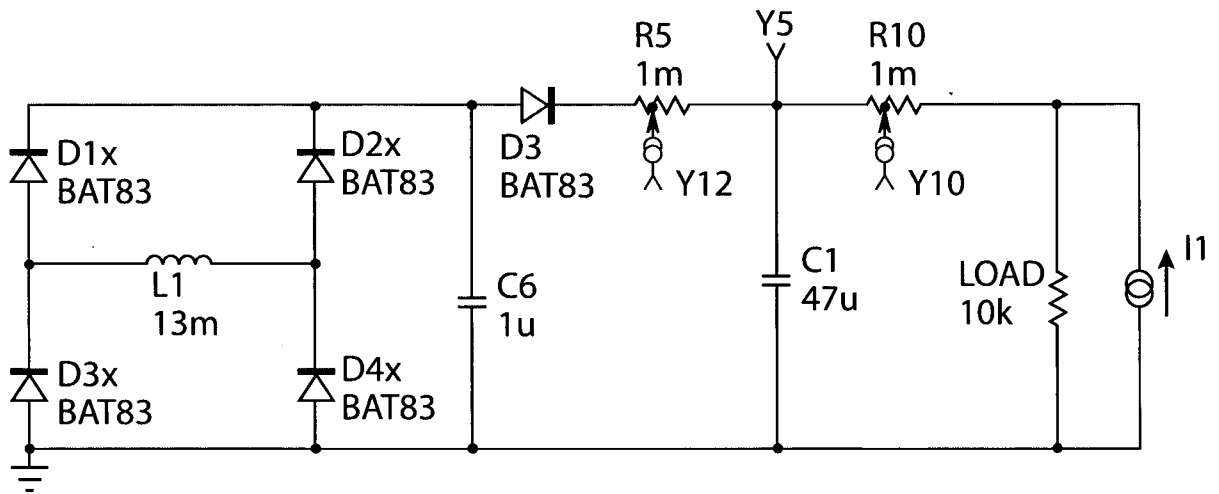 Y5
R5
1m
R10
1m
D1x
BAT83
D2x
BAT83
D3
BAT83
Y12
Y10
L1
13m
C6
1u
C1
47u
LOAD
10k
I1
D3x
BAT83
D4x
BAT83